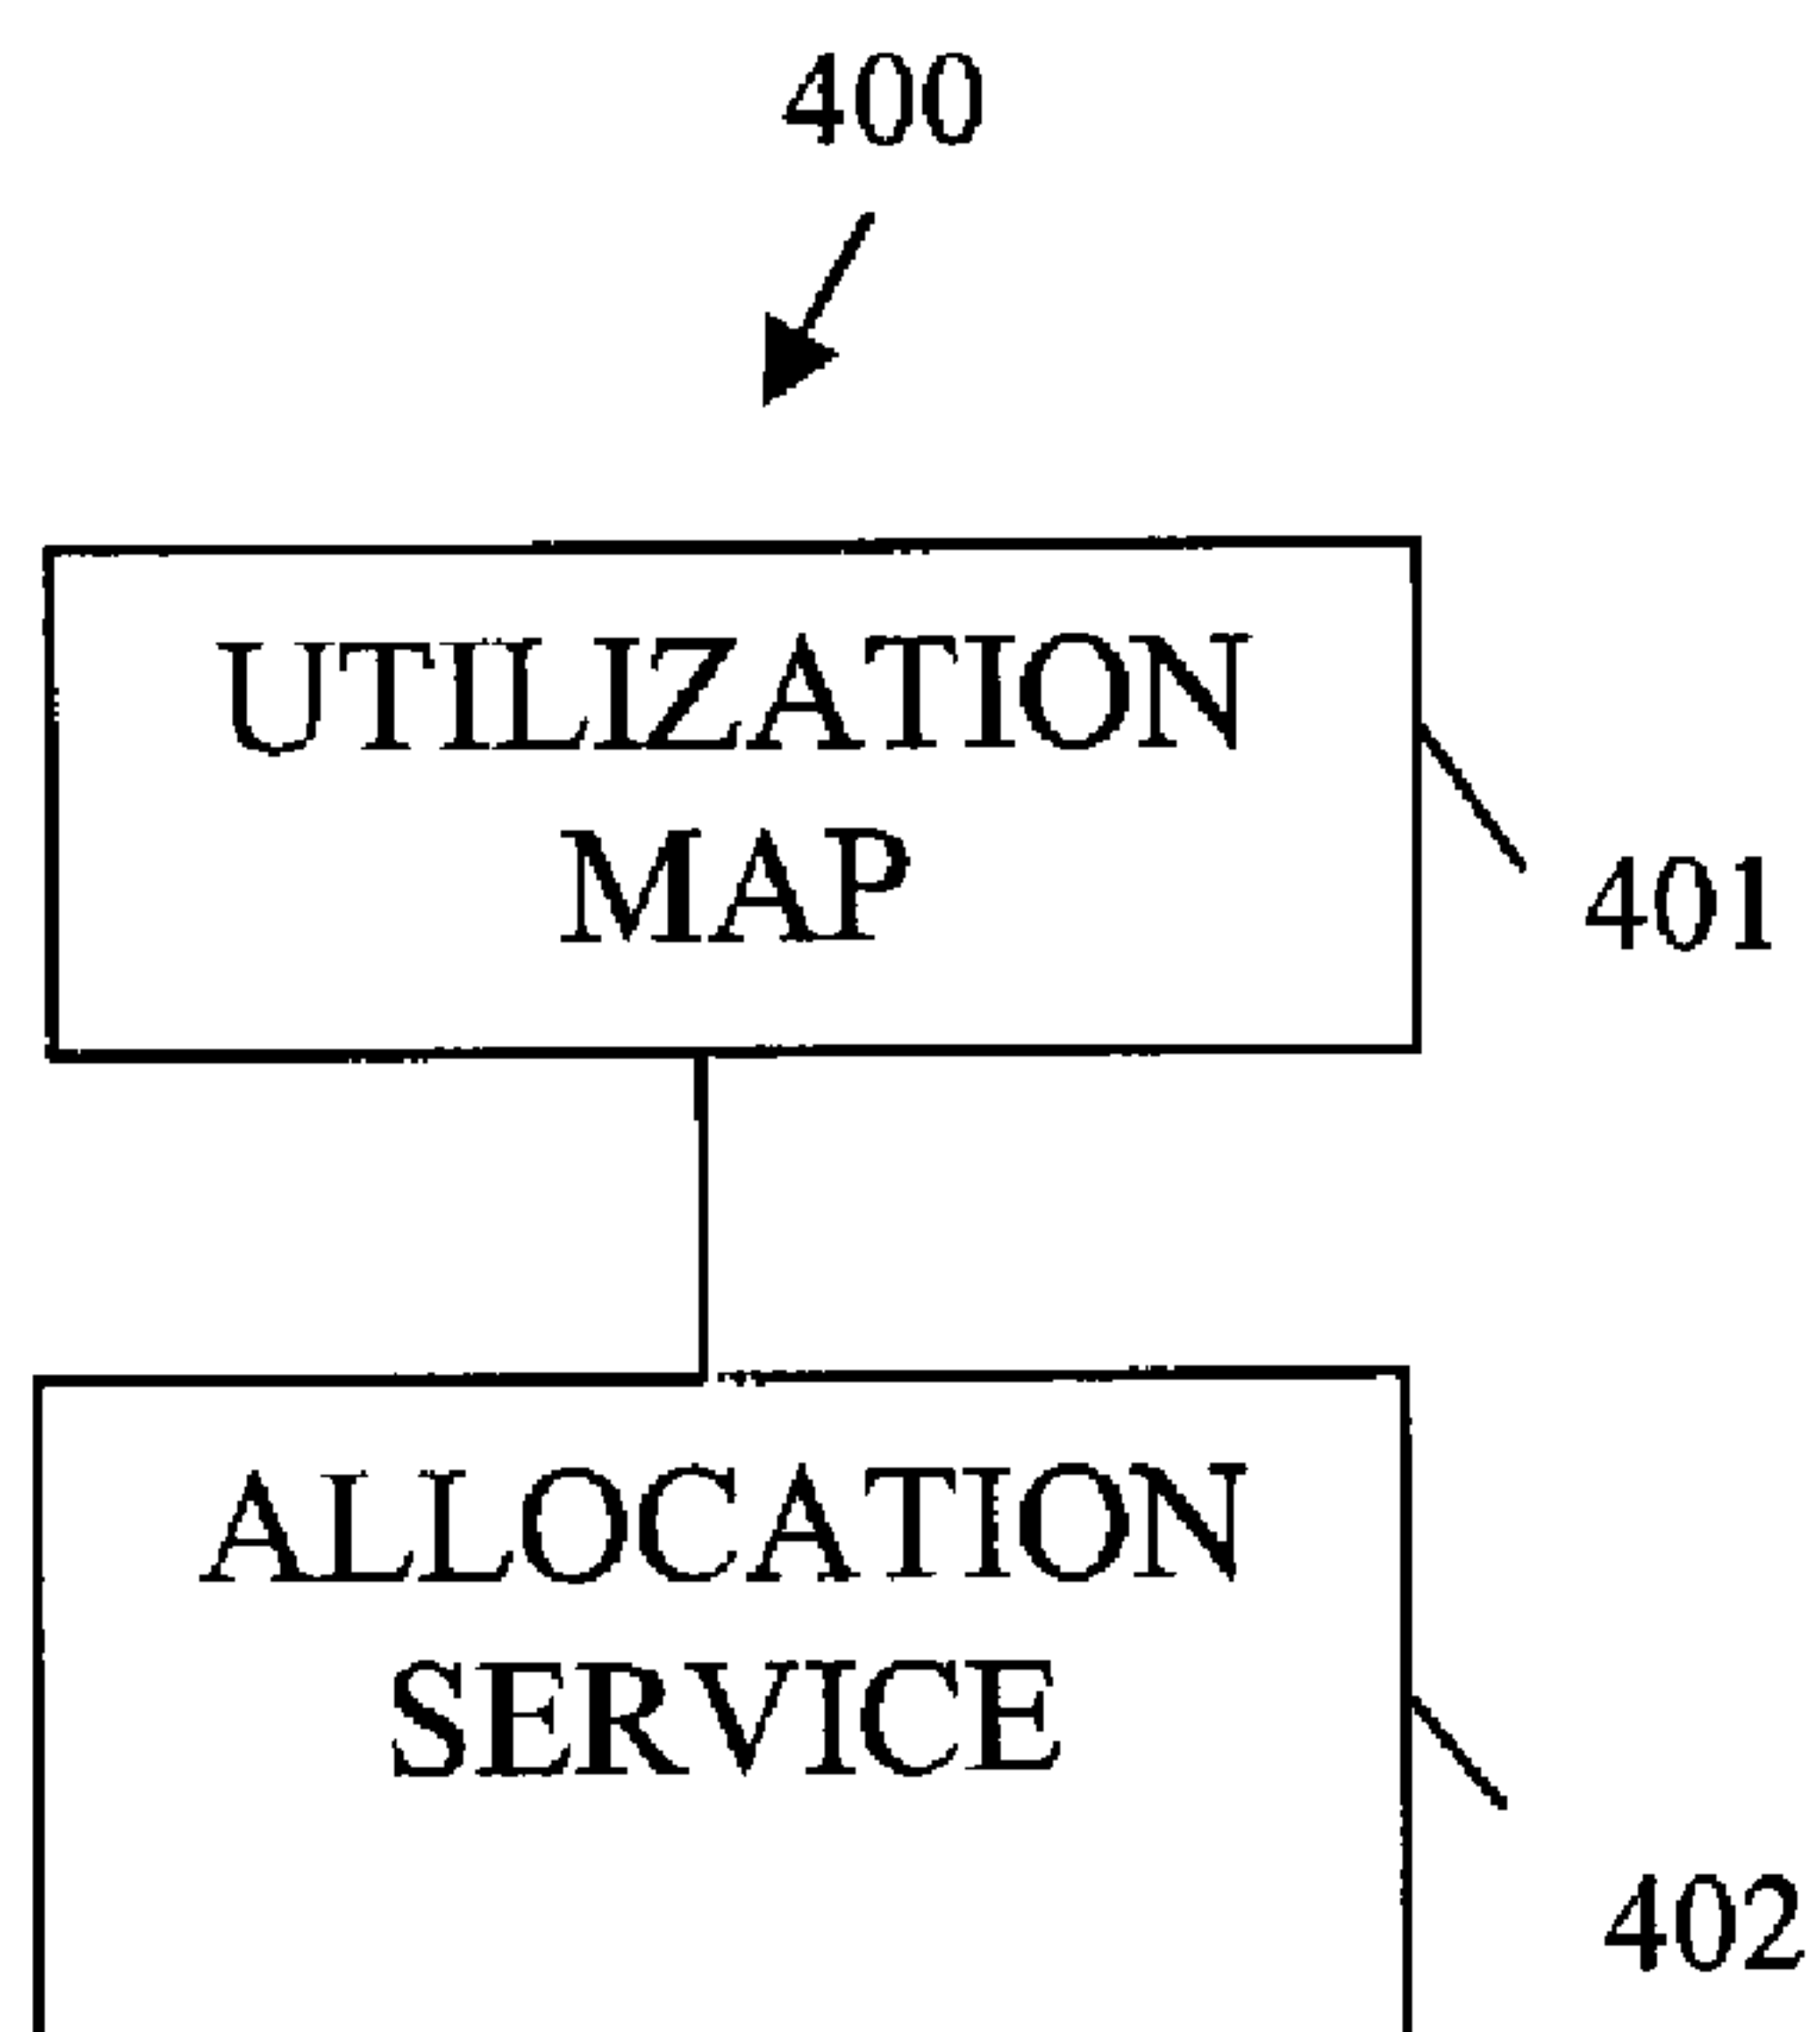 400
UTILIZATION
MAP
401
ALLOCATION
SERVICE
402